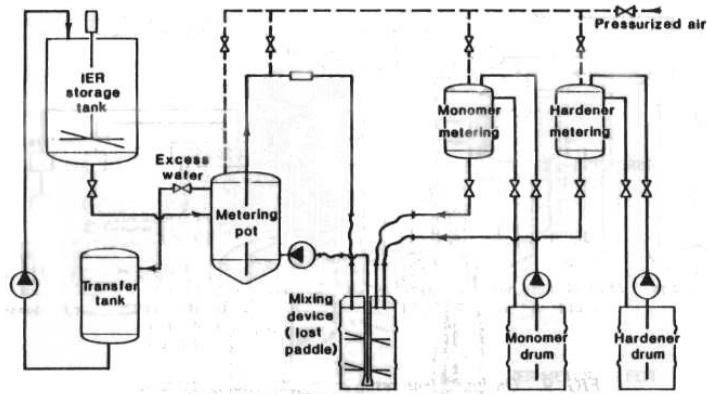 Pressurized air
IER
storage
tank
Monomer
metering
Hardener
metering
Excess
water
Metering
pot
Transfer
tank
Mixing
device
(lost
paddle)
Monomer
drum
Hardener
drum